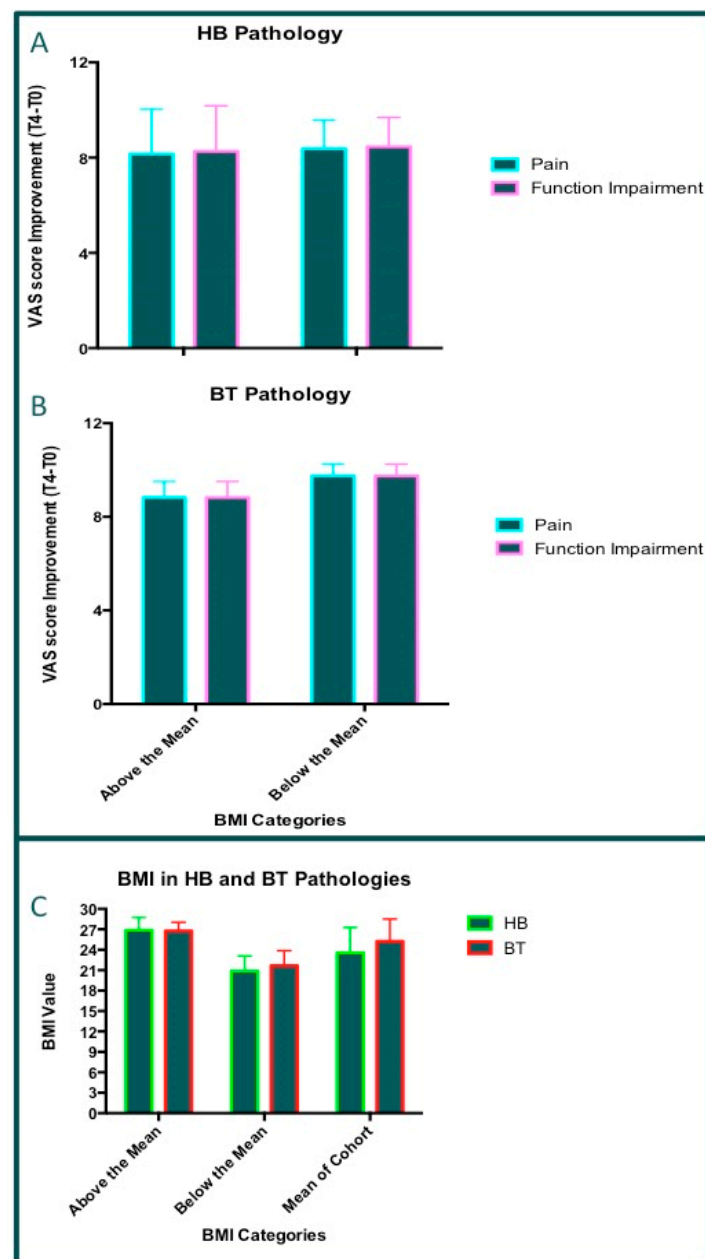 A
HB Pathology
VAS score Improvement (T4-T0)
12
8
4
0
Pain
Function Impairment
B
BT Pathology
VAS score Improvement (T4-T0)
12
8
4
0
Pain
Function Impairment
Above the Mean
Below the Mean
BMI Categories
C
BMI in HB and BT Pathologies
BMI Value
30
27
24
21
18
15
12
9
6
3
0
HB
BT
Above the Mean
Below the Mean
Mean of Cohort
BMI Categories